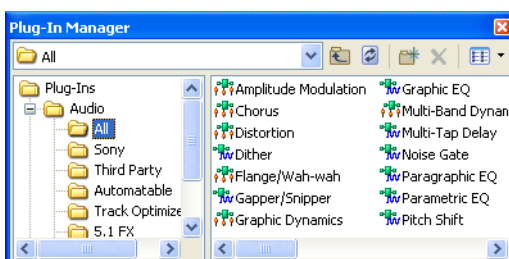 Plug-In Manager
All
Plug-Ins
Audio
All
Sony
Third Party
Automatable
Track Optimize
5.1 FX
Amplitude Modulation
Chorus
Distortion
Dither
Flange/Wah-wah
Gapper/Snipper
Graphic Dynamics
Graphic EQ
Multi-Band Dynan
Multi-Tap Delay
Noise Gate
Paragraphic EQ
Parametric EQ
Pitch Shift